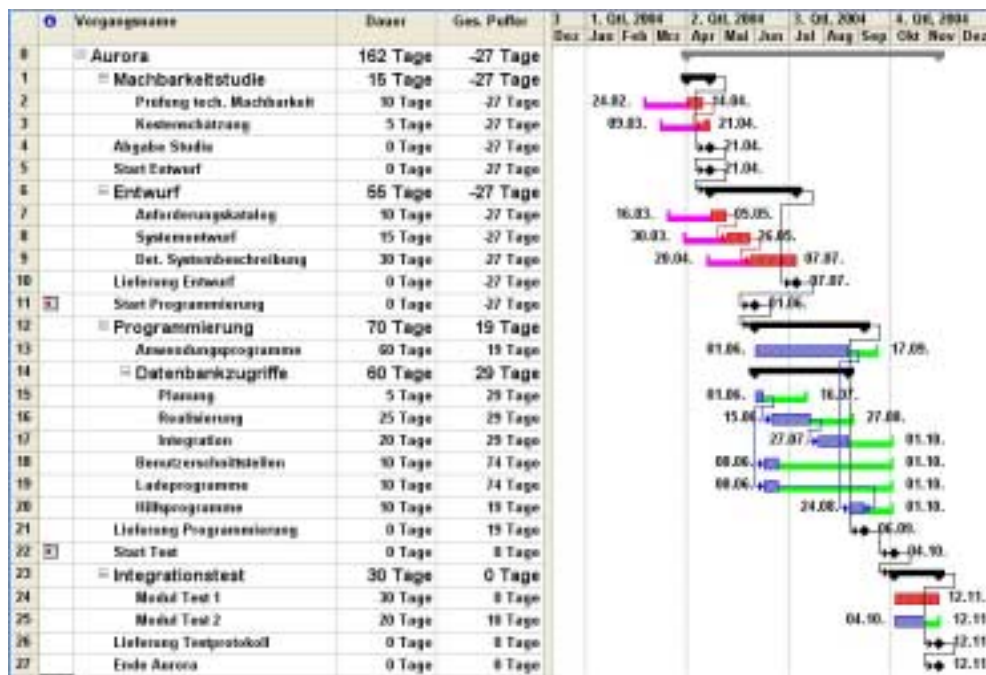 Vorgangsname Dauer Ges. Puffer 3 1. Qtl, 2004 2. Qtl, 2004 3. Qtl, 2004 4. Qtl, 2004
Dez Jan Feb Mrz Apr Mai Jun Jul Aug Sep Okt Nov Dez
0 Aurora 162 Tage -27 Tage
1 Machbarkeitstudie 15 Tage -27 Tage
2 Prüfung tech. Machbarkeit 10 Tage -27 Tage 24.02. 14.04.
3 Kostenschätzung 5 Tage -27 Tage 09.03. 21.04.
4 Abgabe Studie 0 Tage -27 Tage 21.04.
5 Start Entwurf 0 Tage -27 Tage 21.04.
6 Entwurf 55 Tage -27 Tage
7 Anforderungskatalog 10 Tage -27 Tage 16.03. 05.05.
8 Systementwurf 15 Tage -27 Tage 30.03. 26.05.
9 Det. Systembeschreibung 30 Tage -27 Tage 20.04. 07.07.
10 Lieferung Entwurf 0 Tage -27 Tage 07.07.
11 Start Programmierung 0 Tage -27 Tage 01.06.
12 Programmierung 70 Tage 19 Tage
13 Anwendungsprogramme 60 Tage 19 Tage 01.06. 17.09.
14 Datenbankzugriffe 60 Tage 29 Tage
15 Planung 5 Tage 29 Tage 01.06. 16.07.
16 Realisierung 25 Tage 29 Tage 15.06. 27.08.
17 Integration 20 Tage 29 Tage 27.07. 01.10.
18 Benutzerschnittstellen 10 Tage 74 Tage 08.06. 01.10.
19 Ladeprogramme 10 Tage 74 Tage 08.06. 01.10.
20 Hilfsprogramme 10 Tage 19 Tage 24.08. 01.10.
21 Lieferung Programmierung 0 Tage 19 Tage 06.09.
22 Start Test 0 Tage 0 Tage 04.10.
23 Integrationstest 30 Tage 0 Tage
24 Modul Test 1 30 Tage 0 Tage 12.11.
25 Modul Test 2 20 Tage 10 Tage 04.10. 12.11
26 Lieferung Testprotokoll 0 Tage 0 Tage 12.11
27 Ende Aurora 0 Tage 0 Tage 12.11